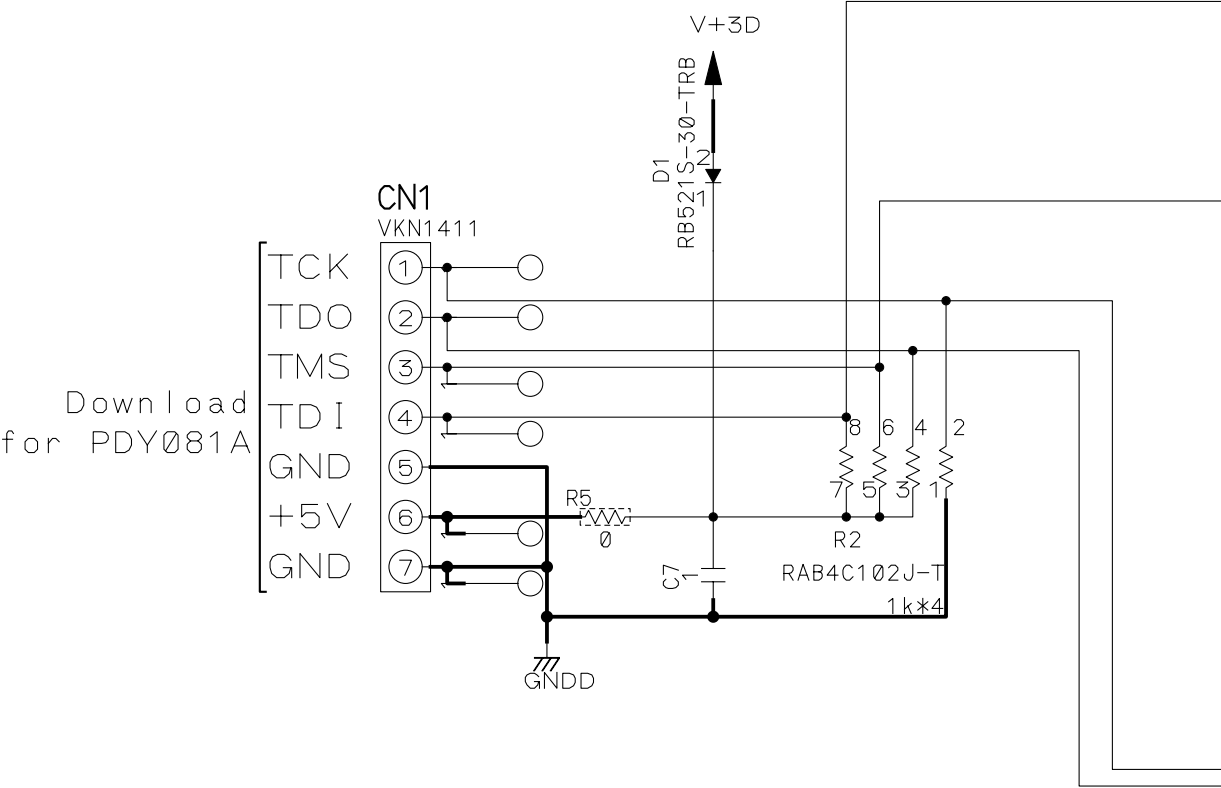 V+3D
D1
RB521S-30-TRB
2
1
CN1
VKN1411
TCK 1
TDO 2
TMS 3
TDI 4
GND 5
+5V 6
GND 7
Download
for PDY081A
8 6 4 2
7 5 3 1
R5
0
R2
RAB4C102J-T
1k*4
C7
1
GNDD